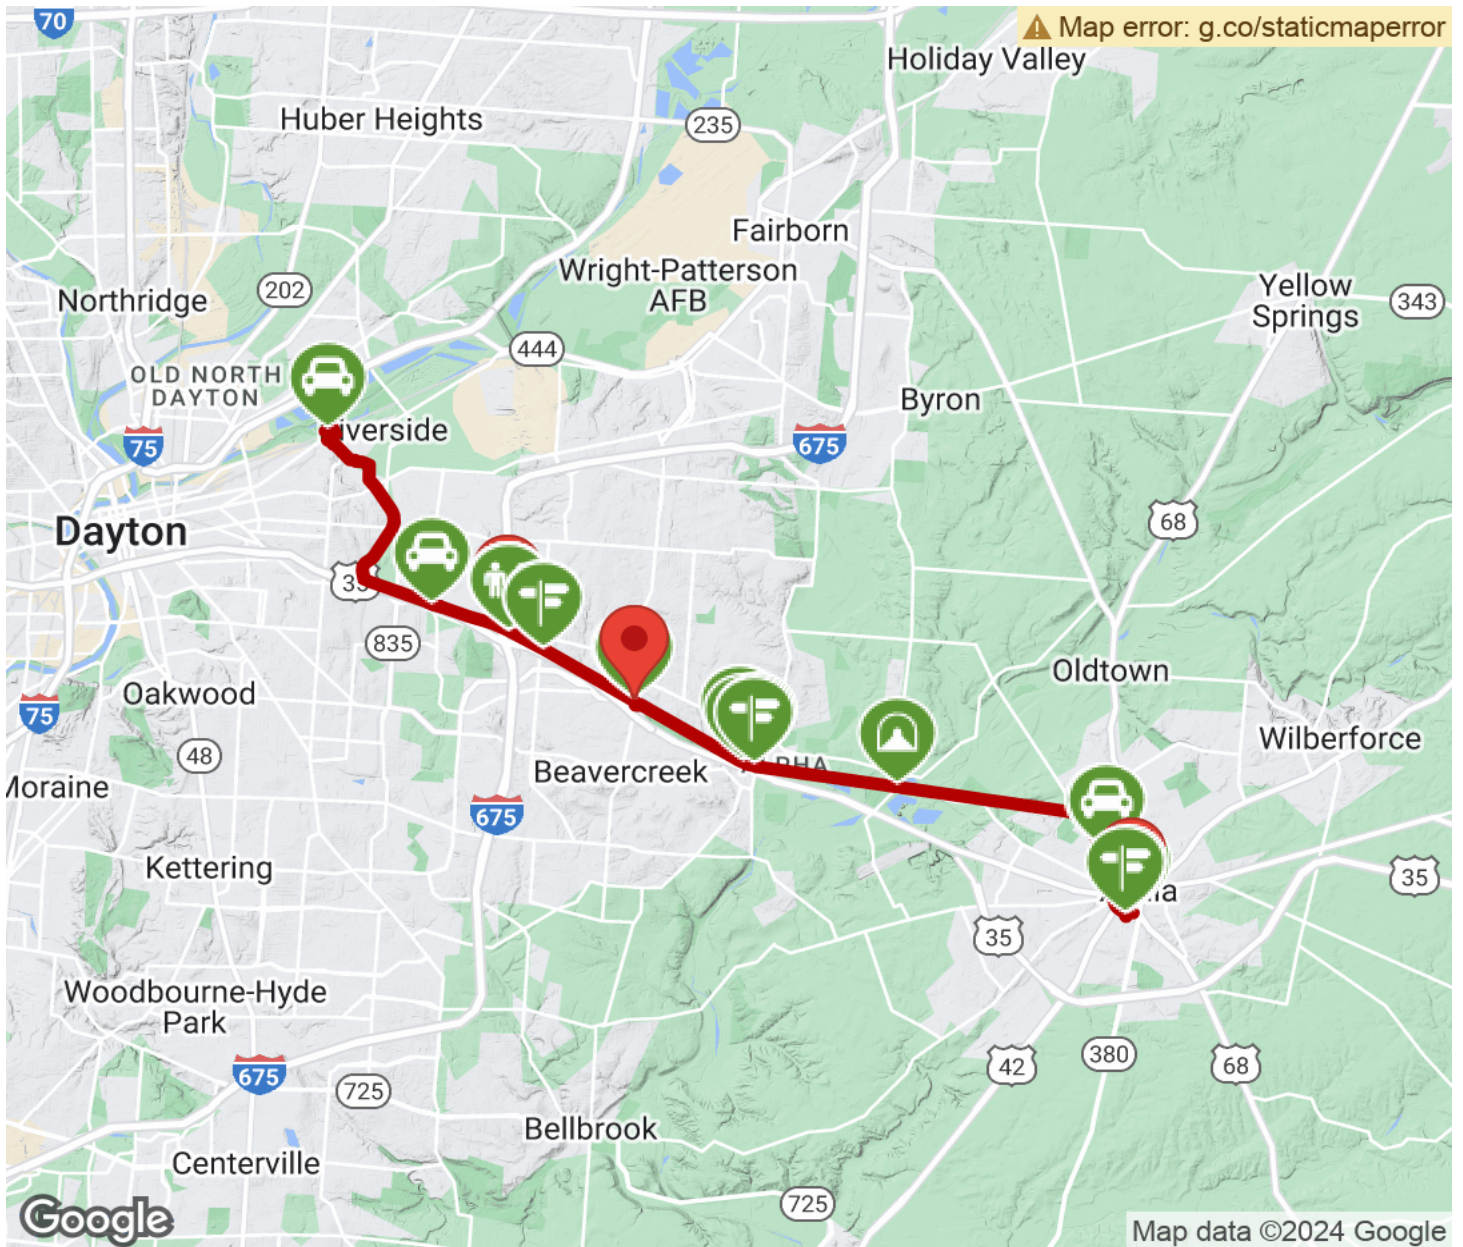 70
Map error: g.co/staticmaperror
Holiday Valley
Huber Heights
235
Fairborn
Wright-Patterson
AFB
Yellow
Springs
343
Northridge
202
444
OLD NORTH
DAYTON
Byron
iverside
75
675
Dayton
68
835
Oldtown
Oakwood
75
48
Wilberforce
Beavercreek
Moraine
675
Kettering
35
35
Woodbourne-Hyde
Park
42
380
68
675
725
Bellbrook
Centerville
725
Google
Map data ©2024 Google